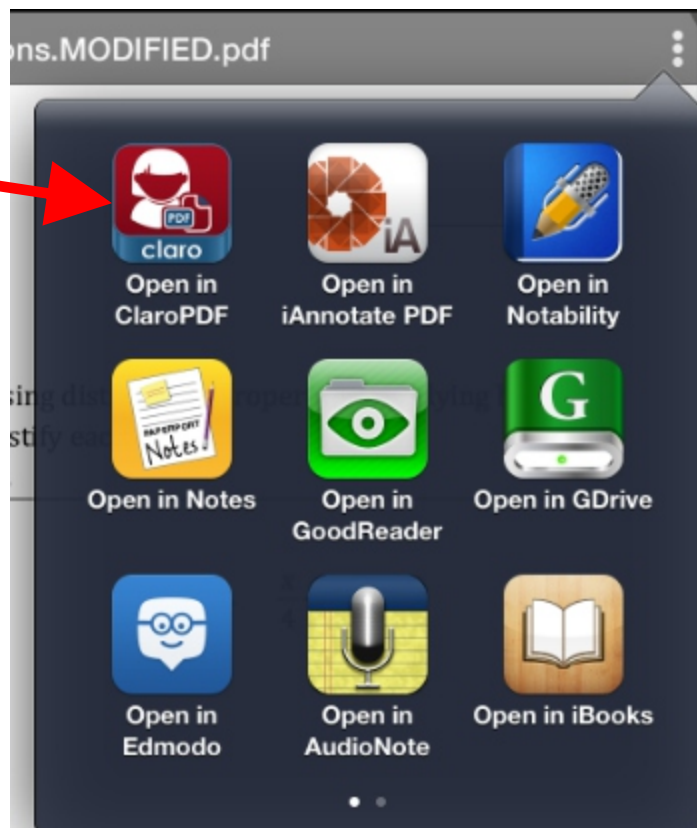 ons.MODIFIED.pdf
PDF
iA
claro
Open in
ClaroPDF
Open in
iAnnotate PDF
Open in
Notability
PAPERPORT
Notes
G
Open in Notes
Open in
GoodReader
Open in GDrive
Open in
Edmodo
Open in
AudioNote
Open in iBooks